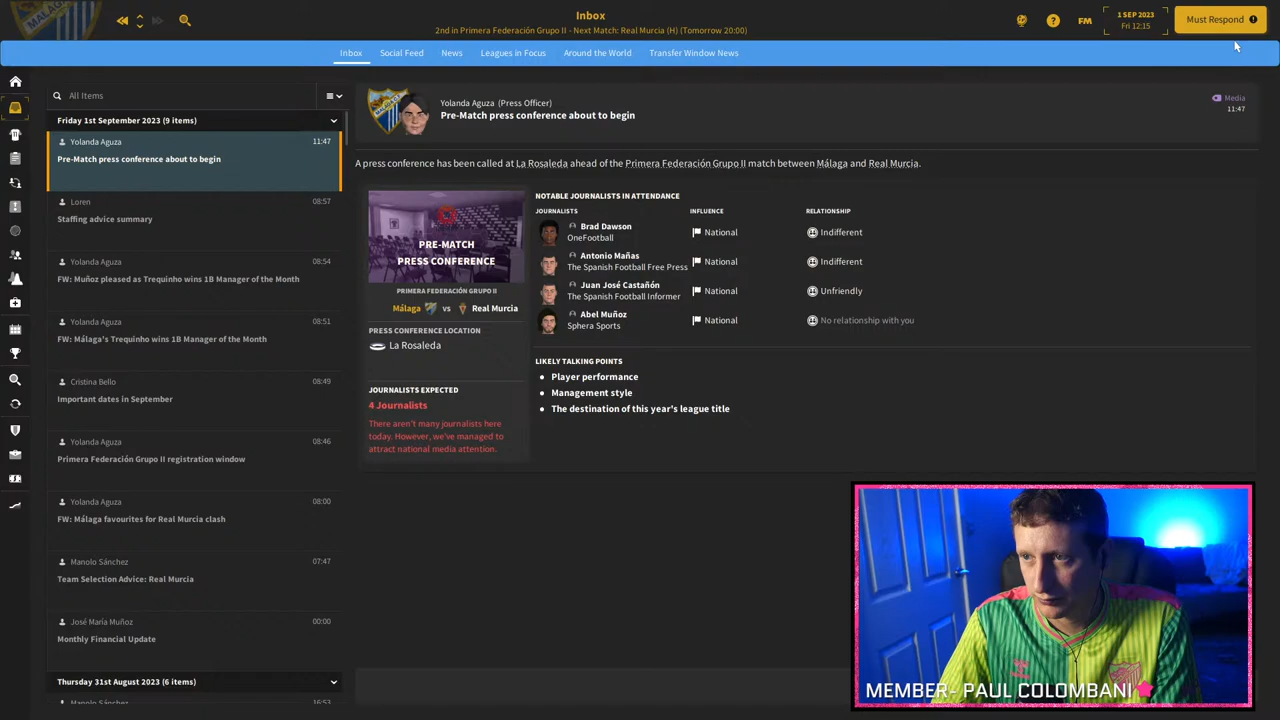 Inbox
2nd in Primera Federación Grupo II - Next Match: Real Murcia (H) (Tomorrow 20:00)
FM
1 SEP 2023
Fri 12:15
Must Respond
Inbox
Social Feed
News
Leagues in Focus
Around the World
Transfer Window News
All Items
Friday 1st September 2023 (9 items)
Yolanda Aguza 11:47
Pre-Match press conference about to begin
Loren 08:57
Staffing advice summary
Yolanda Aguza 08:54
FW: Muñoz pleased as Trequinho wins 1B Manager of the Month
Yolanda Aguza 08:51
FW: Málaga's Trequinho wins 1B Manager of the Month
Cristina Bello 08:49
Important dates in September
Yolanda Aguza 08:46
Primera Federación Grupo II registration window
Yolanda Aguza 08:00
FW: Málaga favourites for Real Murcia clash
Manolo Sánchez 07:47
Team Selection Advice: Real Murcia
José María Muñoz 00:00
Monthly Financial Update
Thursday 31st August 2023 (6 items)
Manolo Sánchez 16:53
Yolanda Aguza (Press Officer)
Pre-Match press conference about to begin
Media
11:47
A press conference has been called at La Rosaleda ahead of the Primera Federación Grupo II match between Málaga and Real Murcia.
PRE-MATCH
PRESS CONFERENCE
PRIMERA FEDERACIÓN GRUPO II
Málaga vs Real Murcia
PRESS CONFERENCE LOCATION
La Rosaleda
JOURNALISTS EXPECTED
4 Journalists
There aren't many journalists here
today. However, we've managed to
attract national media attention.
NOTABLE JOURNALISTS IN ATTENDANCE
JOURNALISTS INFLUENCE RELATIONSHIP
Brad Dawson
OneFootball
National
Indifferent
Antonio Mañas
The Spanish Football Free Press
National
Indifferent
Juan José Castañón
The Spanish Football Informer
National
Unfriendly
Abel Muñoz
Sphera Sports
National
No relationship with you
LIKELY TALKING POINTS
Player performance
Management style
The destination of this year's league title
MEMBER- PAUL COLOMBANI